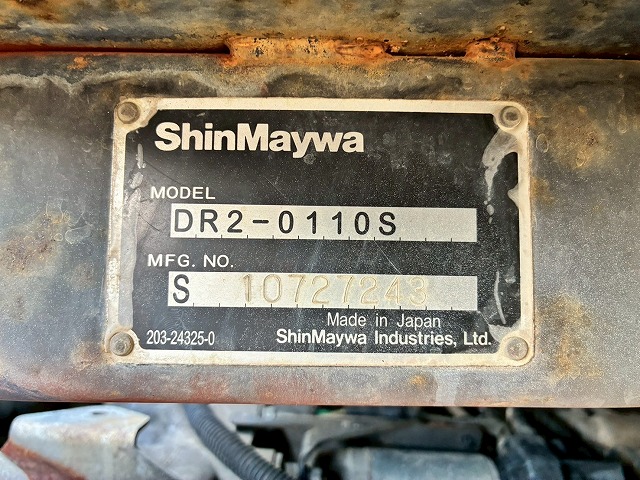 ShinMaywa
MODEL
DR2-0110S
MFG. NO.
S 10727243
Made in Japan
203-24325-0 ShinMaywa Industries, Ltd.